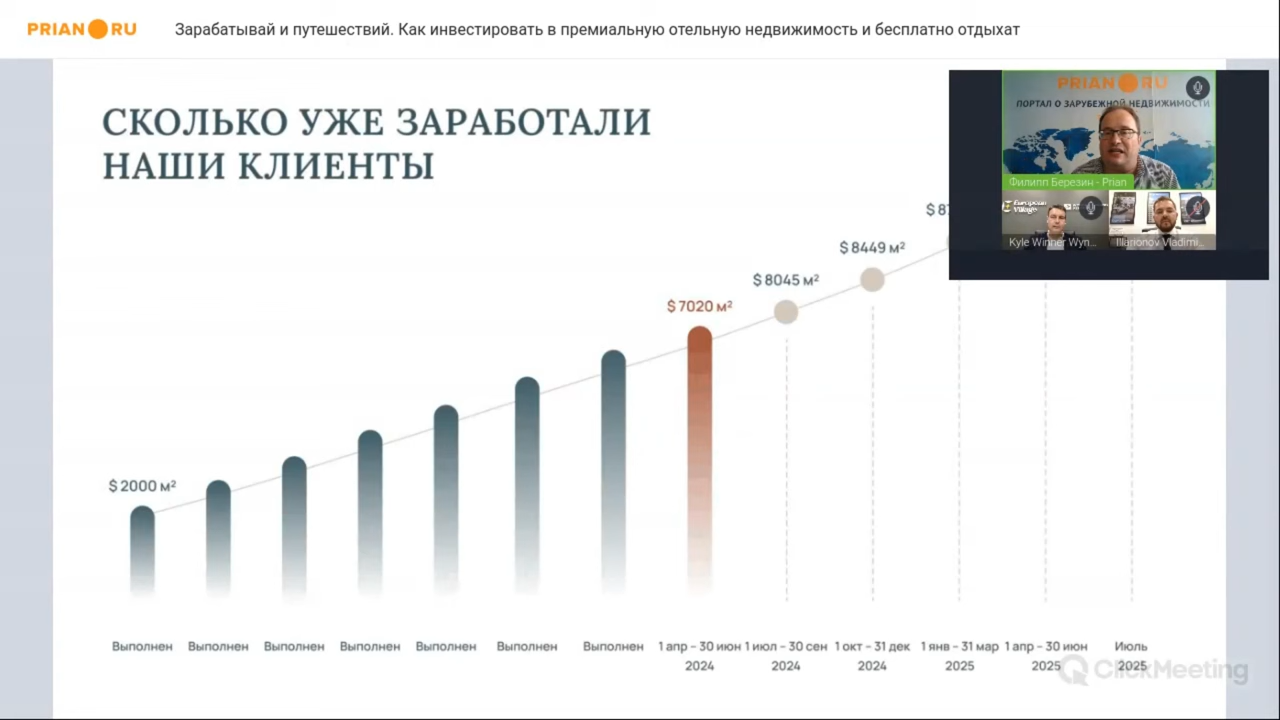 PRIAN RU
Зарабатывай и путешествий. Как инвестировать в премиальную отельную недвижимость и бесплатно отдыхат
СКОЛЬКО УЖЕ ЗАРАБОТАЛИ
НАШИ КЛИЕНТЫ
PRIAN RU
ПОРТАЛ О ЗАРУБЕЖНОЙ НЕДВИЖИМОСТИ
Филипп Березин - Prian
European
Village
Kyle Winner Wyn...
Illarionov Vladimi...
$ 2000 м²
$ 7020 м²
$ 8045 м²
$ 8449 м²
Выполнен Выполнен Выполнен Выполнен Выполнен Выполнен Выполнен 1 апр – 30 июн 1 июл – 30 сен 1 окт – 31 дек 1 янв – 31 мар 1 апр – 30 июн Июль
2024 2024 2024 2025 2025 2025
ClickMeeting